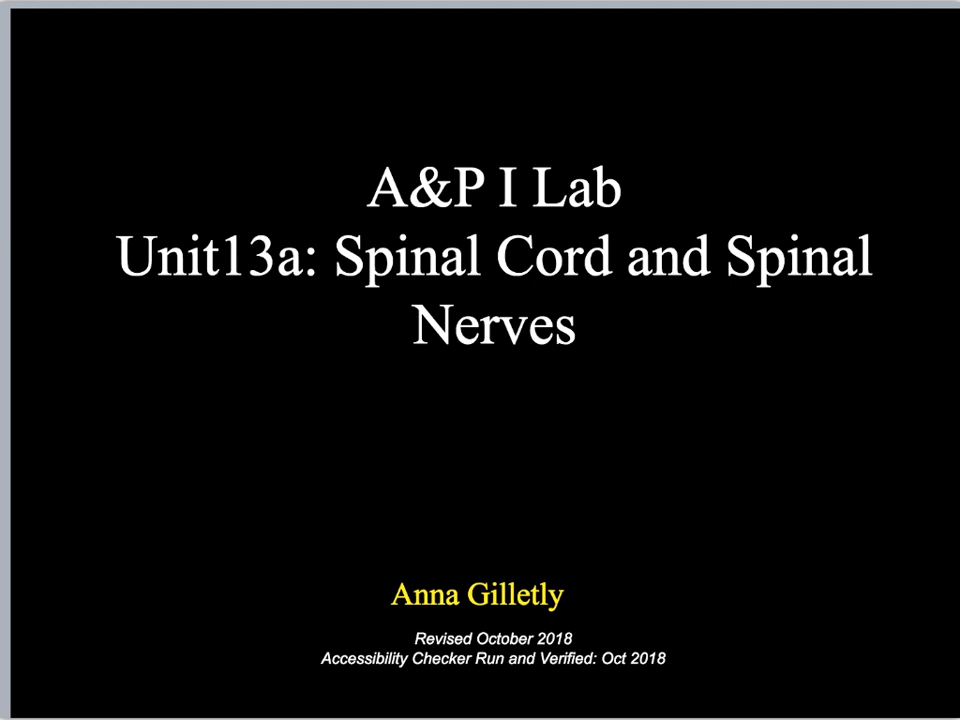 A&P I Lab
Unit13a: Spinal Cord and Spinal
Nerves
Anna Gilletly
Revised October 2018
Accessibility Checker Run and Verified: Oct 2018